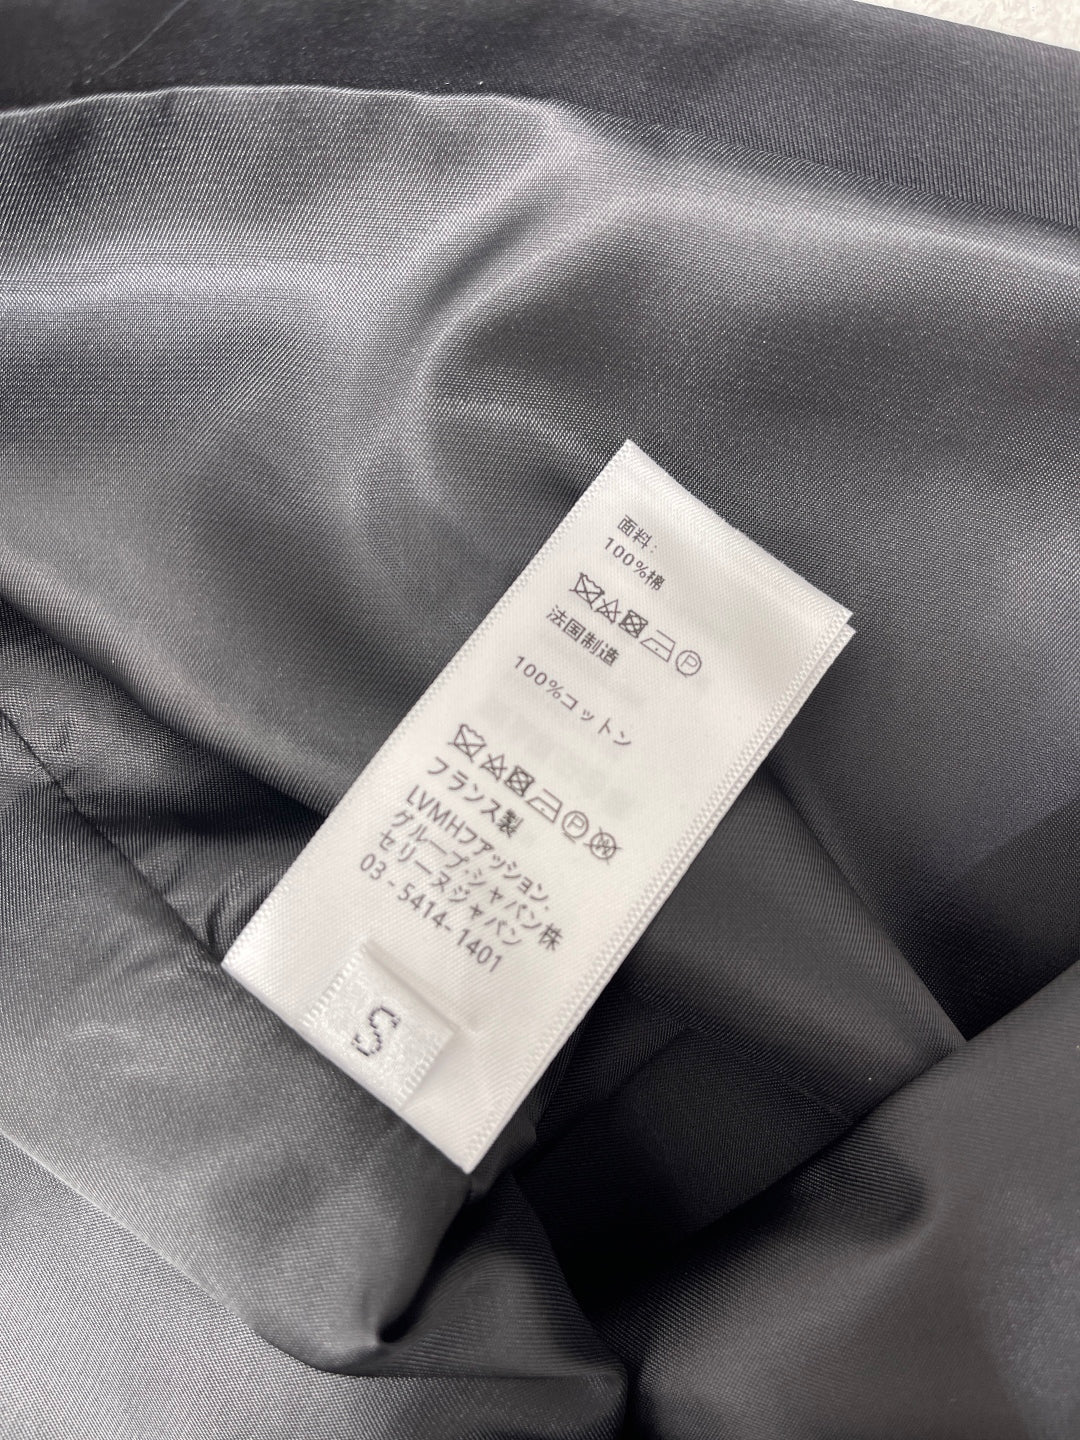 面料:
100%棉
P
法国制造
100%コットン
P W
フランス製
LVMHファッション.
グループ.ジャパン株
セリーヌジャパン
03-5414-1401
S